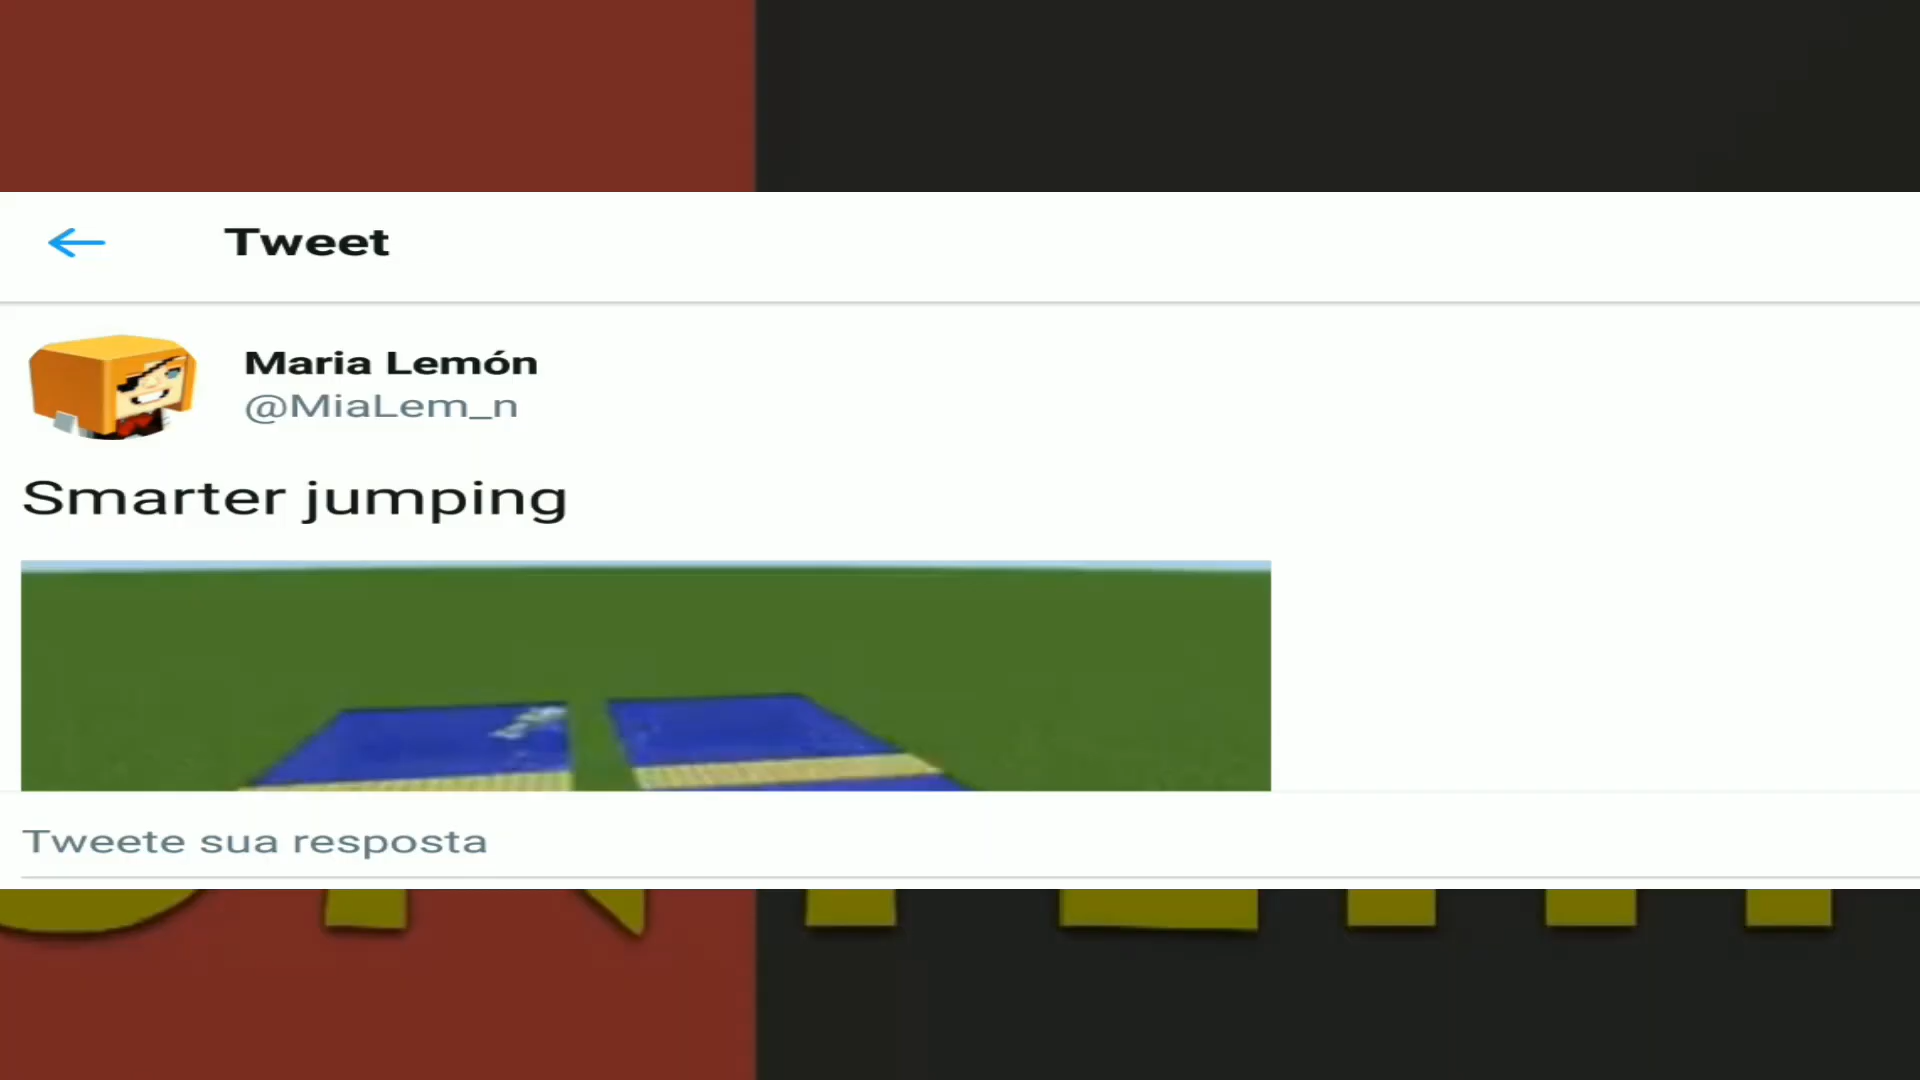 Tweet
Maria Lemón
@MiaLem_n
Smarter jumping
Tweete sua resposta